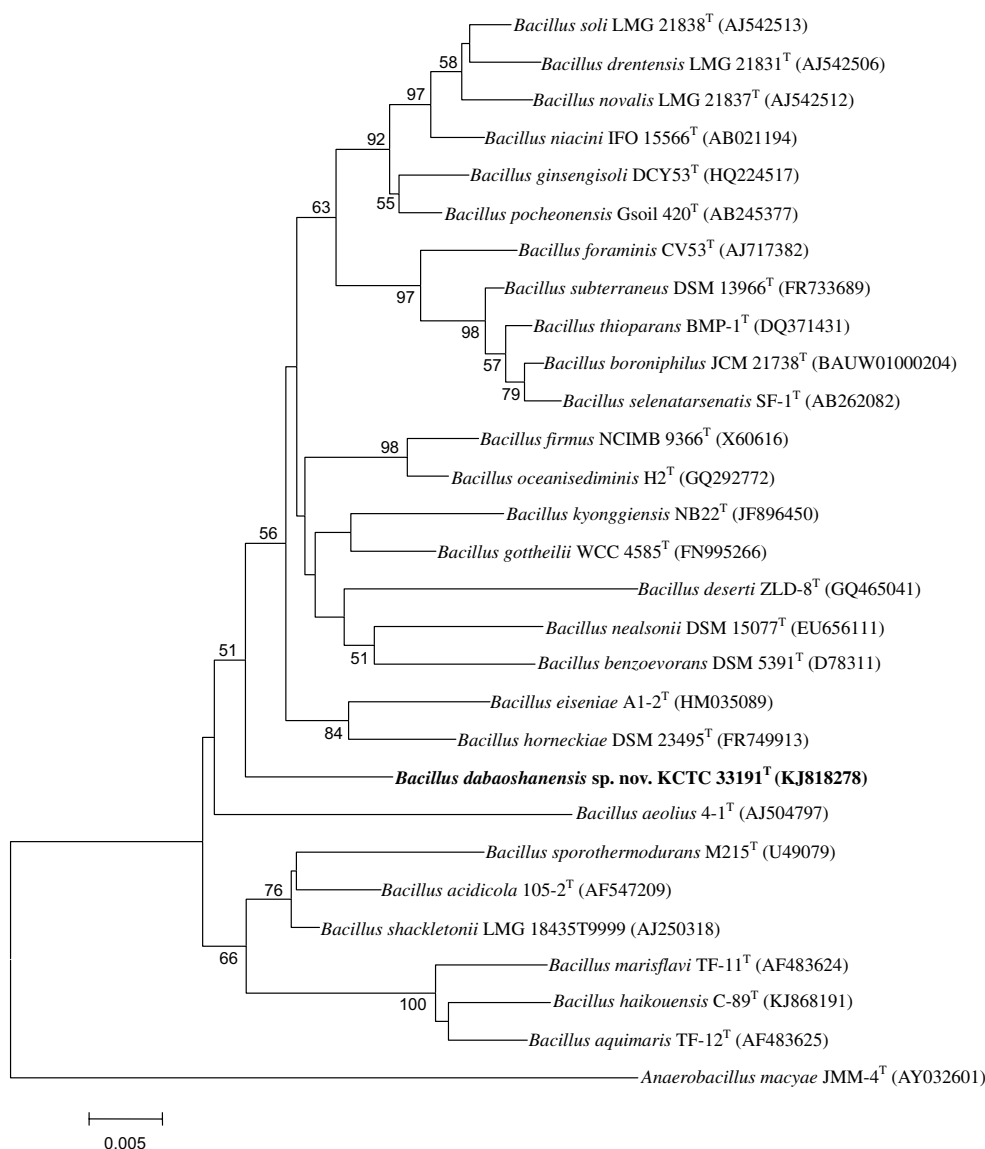 Bacillus soli LMG 21838T (AJ542513)
58
Bacillus drentensis LMG 21831T (AJ542506)
97
Bacillus novalis LMG 21837T (AJ542512)
92
Bacillus niacini IFO 15566T (AB021194)
Bacillus ginsengisoli DCY53T (HQ224517)
55
63
Bacillus pocheonensis Gsoil 420T (AB245377)
Bacillus foraminis CV53T (AJ717382)
97
Bacillus subterraneus DSM 13966T (FR733689)
98
Bacillus thioparans BMP-1T (DQ371431)
57
Bacillus boroniphilus JCM 21738T (BAUW01000204)
79
Bacillus selenatarsenatis SF-1T (AB262082)
98
Bacillus firmus NCIMB 9366T (X60616)
Bacillus oceanisediminis H2T (GQ292772)
56
Bacillus kyonggiensis NB22T (JF896450)
Bacillus gottheilii WCC 4585T (FN995266)
Bacillus deserti ZLD-8T (GQ465041)
Bacillus nealsonii DSM 15077T (EU656111)
51
51
Bacillus benzoevorans DSM 5391T (D78311)
Bacillus eiseniae A1-2T (HM035089)
84
Bacillus horneckiae DSM 23495T (FR749913)
Bacillus dabaoshanensis sp. nov. KCTC 33191T (KJ818278)
Bacillus aeolius 4-1T (AJ504797)
Bacillus sporothermodurans M215T (U49079)
76
Bacillus acidicola 105-2T (AF547209)
Bacillus shackletonii LMG 18435T9999 (AJ250318)
66
Bacillus marisflavi TF-11T (AF483624)
100
Bacillus haikouensis C-89T (KJ868191)
Bacillus aquimaris TF-12T (AF483625)
Anaerobacillus macyae JMM-4T (AY032601)
0.005